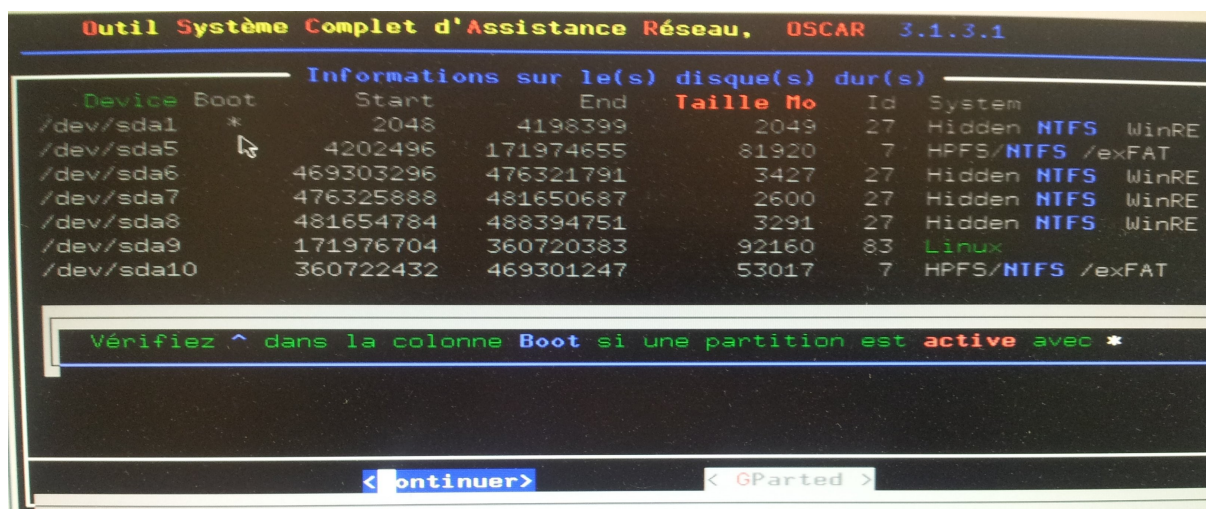 Outil Système Complet d'Assistance Réseau, OSCAR 3.1.3.1
Informations sur le(s) disque(s) dur(s)
Device Boot Start End Taille Mo Id System
/dev/sda1 * 2048 4198399 2049 27 Hidden NTFS WinRE
/dev/sda5 4202496 171974655 81920 7 HPFS/NTFS /exFAT
/dev/sda6 469303296 476321791 3427 27 Hidden NTFS WinRE
/dev/sda7 476325888 481650687 2600 27 Hidden NTFS WinRE
/dev/sda8 481654784 488394751 3291 27 Hidden NTFS WinRE
/dev/sda9 171976704 360720383 92160 83 Linux
/dev/sda10 360722432 469301247 53017 7 HPFS/NTFS /exFAT
Vérifiez ^ dans la colonne Boot si une partition est active avec *
< ontinuer> < GParted >